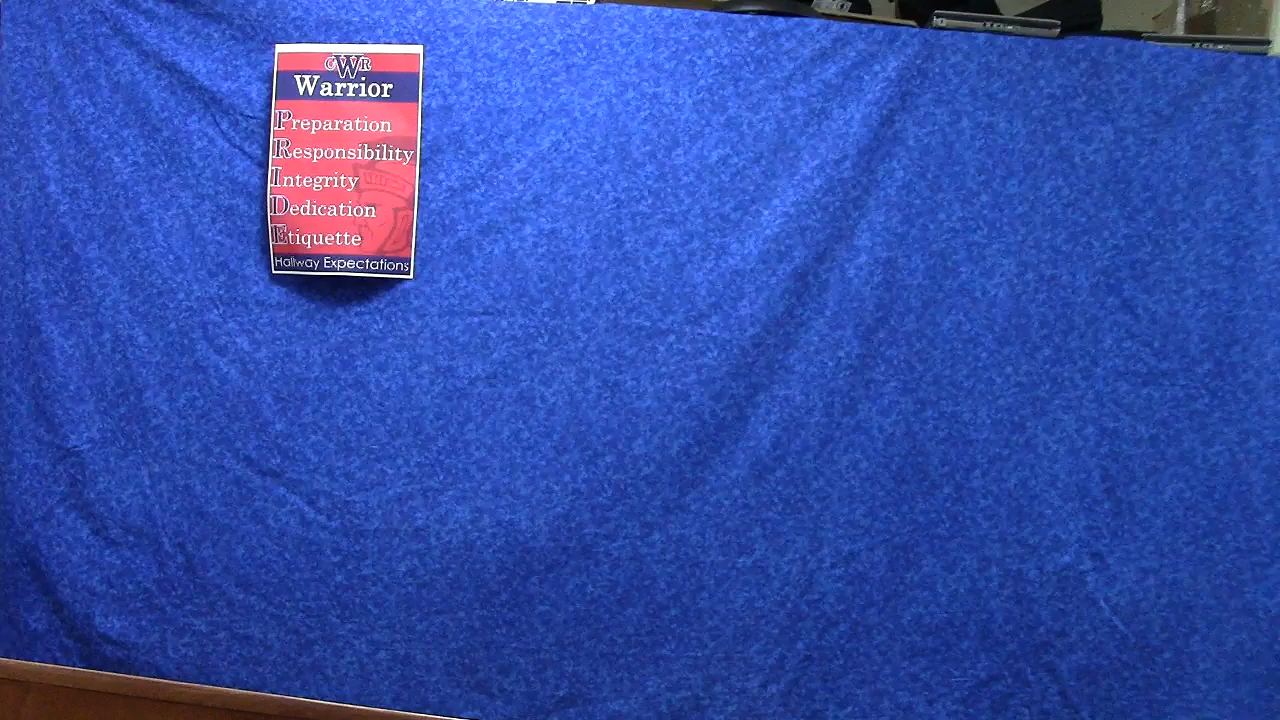 CWR
Warrior
Preparation
Responsibility
Integrity
Dedication
Etiquette
Hallway Expectations